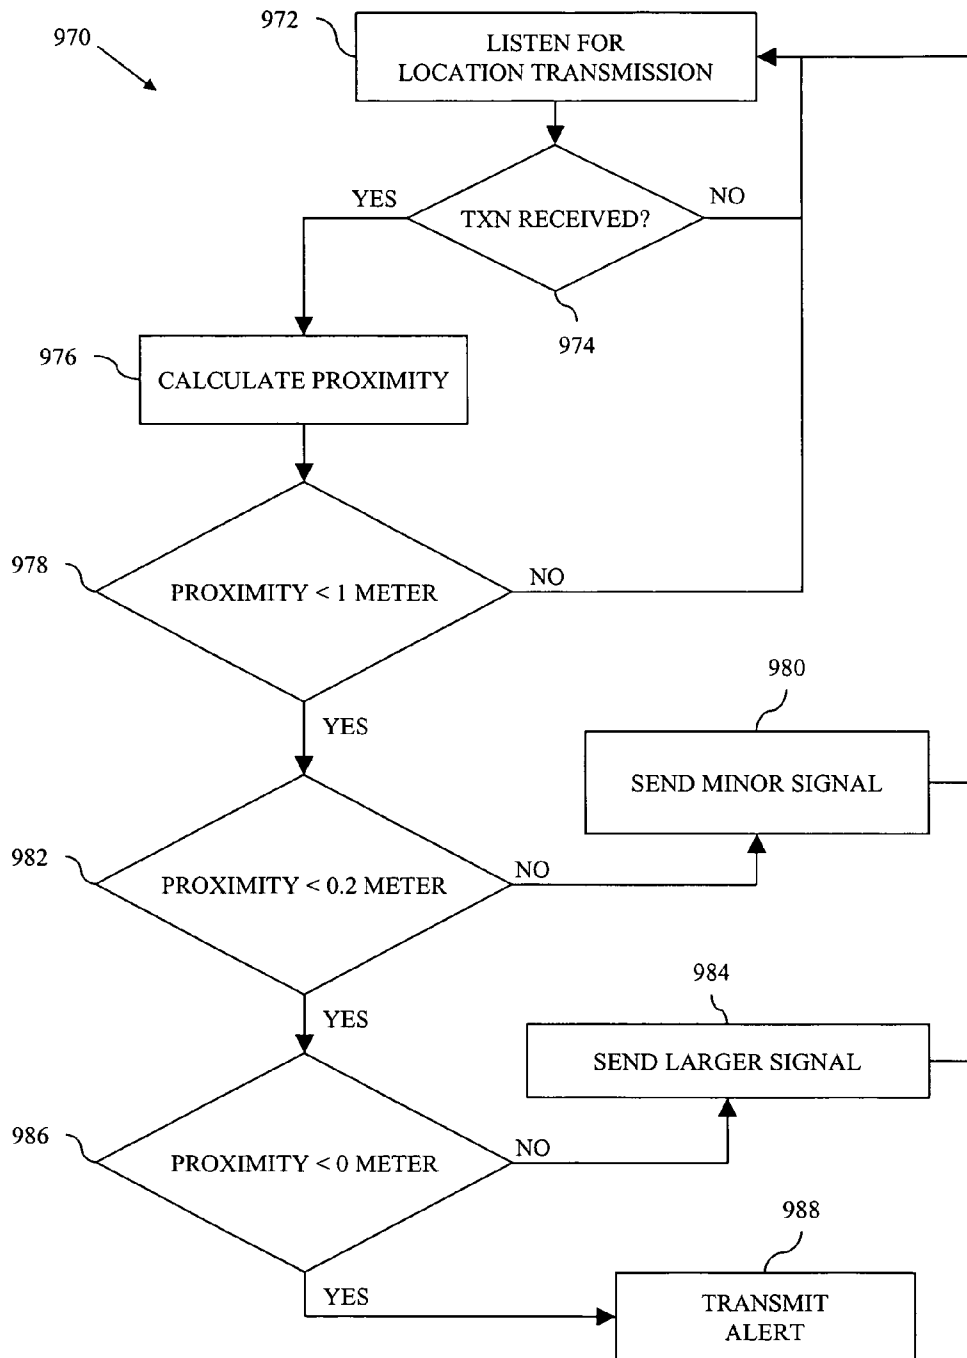 970
972
LISTEN FOR
LOCATION TRANSMISSION
YES
TXN RECEIVED?
NO
974
976
CALCULATE PROXIMITY
978
PROXIMITY < 1 METER
NO
YES
980
SEND MINOR SIGNAL
982
PROXIMITY < 0.2 METER
NO
YES
984
SEND LARGER SIGNAL
986
PROXIMITY < 0 METER
NO
YES
988
TRANSMIT
ALERT